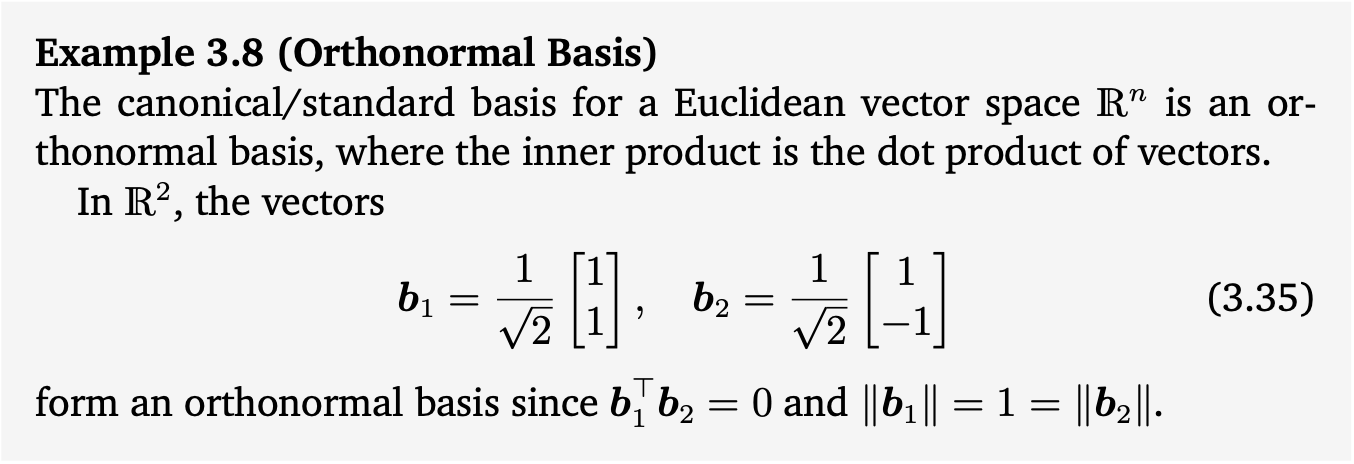 Example 3.8 (Orthonormal Basis)
The canonical/standard basis for a Euclidean vector space ℝⁿ is an or-
thonormal basis, where the inner product is the dot product of vectors.
In ℝ², the vectors
b₁ = 1/√2 [1 1], b₂ = 1/√2 [1 −1] (3.35)
form an orthonormal basis since b₁⊤b₂ = 0 and ‖b₁‖ = 1 = ‖b₂‖.